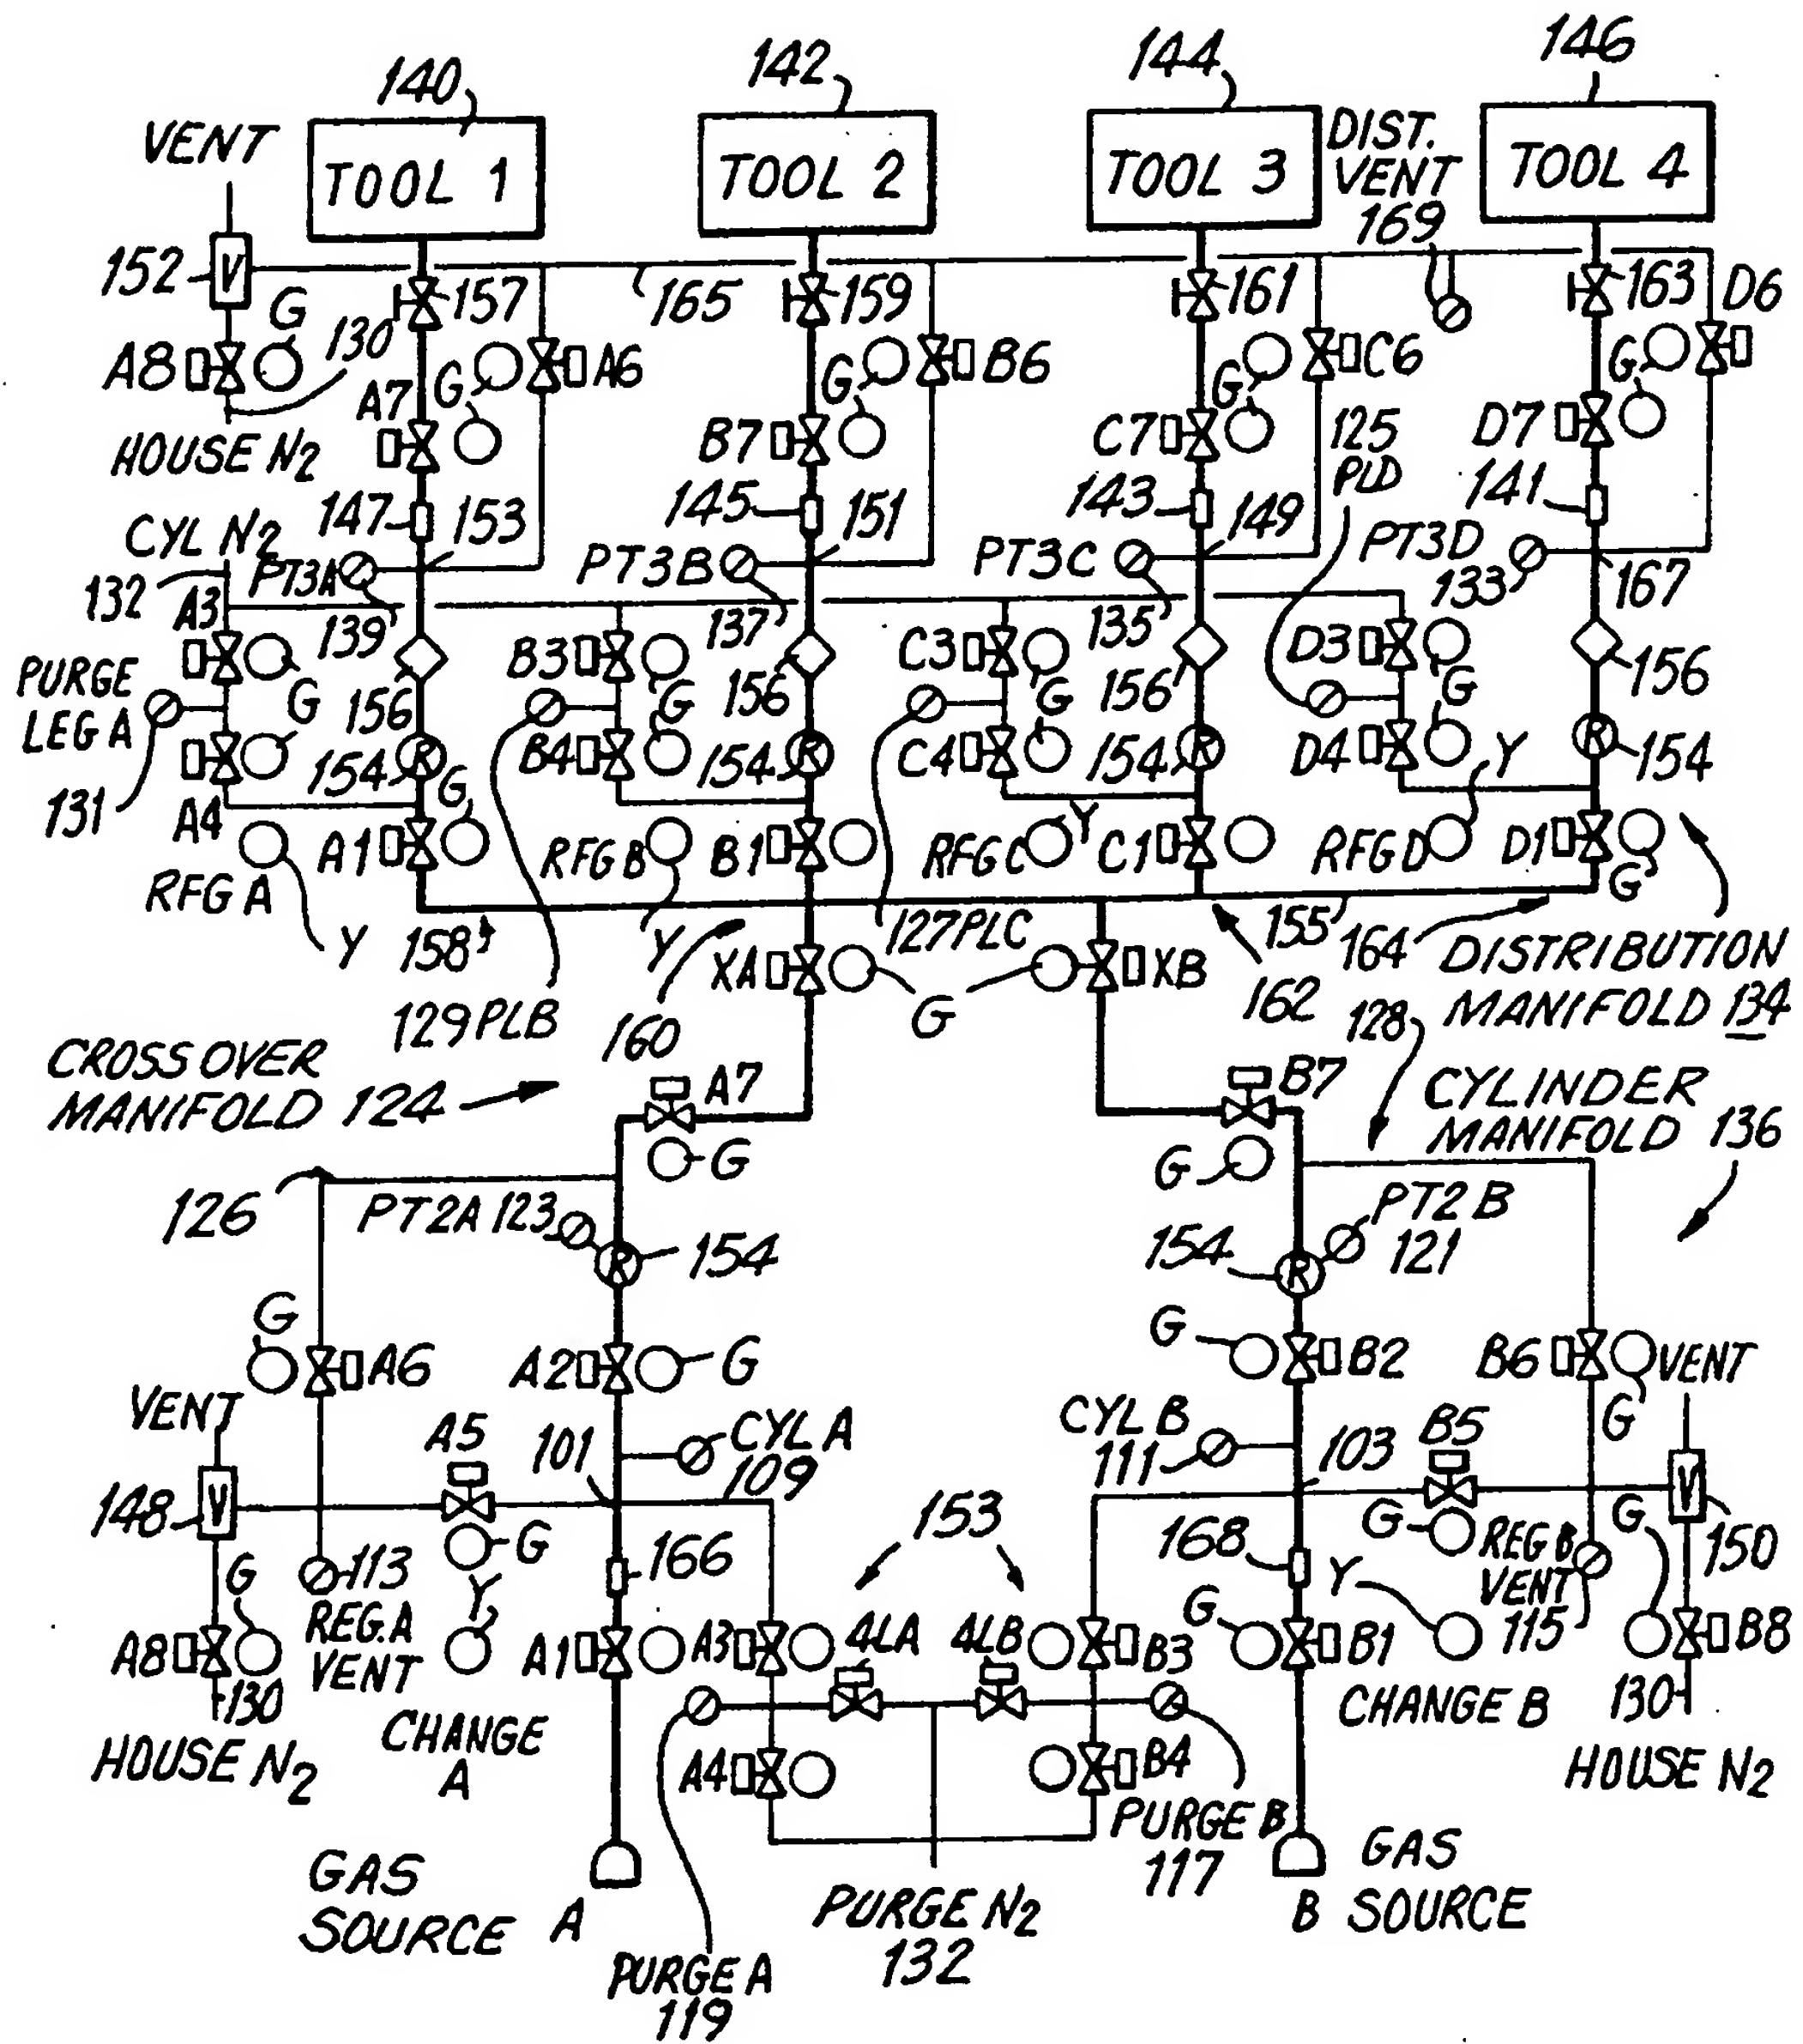 140
142
144
146
VENT
TOOL 1
TOOL 2
TOOL 3
DIST.
VENT
169
TOOL 4
152
V
G
130
157
165
159
161
163
D6
A8
A7
G
A6
G
B6
G
C6
G
HOUSE N2
B7
C7
125
PLD
D7
CYL N2
147
153
145
151
143
149
141
132
PT3A
PT3B
PT3C
PT3D
133
167
A3
139
B3
137
C3
135
D3
PURGE
LEG A
G
156
G
156
G
156
G
156
131
A4
154
R
G
B4
154
R
C4
154
R
D4
Y
R
154
RFG A
A1
RFG B
B1
RFG C
Y
C1
RFG D
D1
G
Y
158
129 PLB
Y
160
XA
127 PLC
G
XB
162
155
164
DISTRIBUTION
MANIFOLD 134
128
CROSS OVER
MANIFOLD 124
A7
G
B7
G
CYLINDER
MANIFOLD 136
126
PT2A 123
R
154
154
R
PT2B
121
G
A6
A2
G
G
B2
B6
VENT
G
VENT
A5
101
CYL A
109
CYL B
111
103
B5
148
V
G
G
113
REG.A
VENT
Y
166
153
168
Y
G
REG B
VENT
115
G
V
150
A8
130
HOUSE N2
CHANGE
A
A1
A3
4LA
4LB
B3
G
B1
CHANGE B
B8
130
HOUSE N2
A4
B4
PURGE B
117
GAS
SOURCE A
PURGE A
119
PURGE N2
132
GAS
B SOURCE